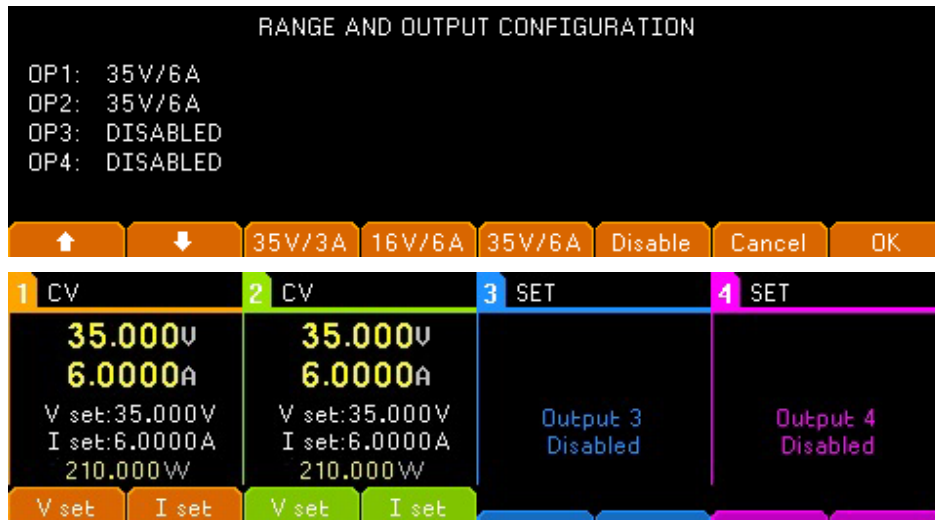 RANGE AND OUTPUT CONFIGURATION
OP1: 35V/6A
OP2: 35V/6A
OP3: DISABLED
OP4: DISABLED
35V/3A 16V/6A 35V/6A Disable Cancel OK
1 CV 2 CV 3 SET 4 SET
35.000V 35.000V
6.0000A 6.0000A
V set:35.000V V set:35.000V Output 3 Output 4
I set:6.0000A I set:6.0000A Disabled Disabled
210.000W 210.000W
V set I set V set I set